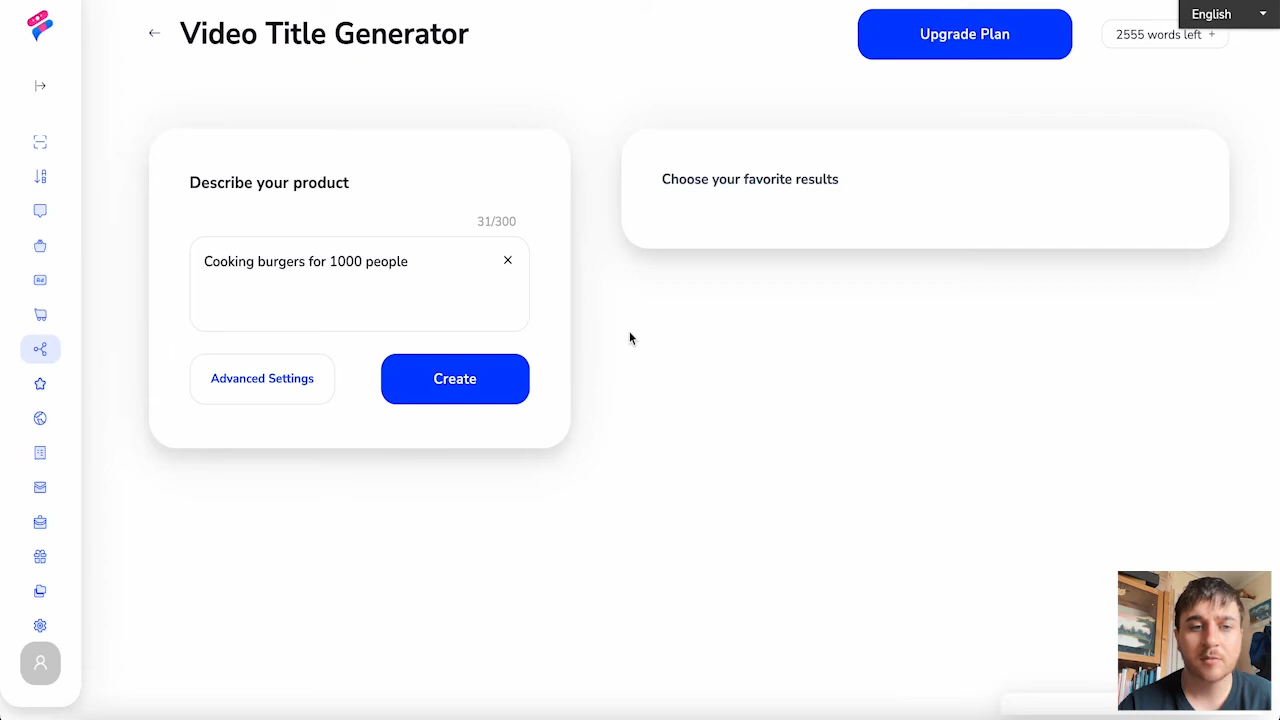 English
Video Title Generator
Upgrade Plan
2555 words left +
Describe your product
31/300
Cooking burgers for 1000 people
Advanced Settings
Create
Choose your favorite results